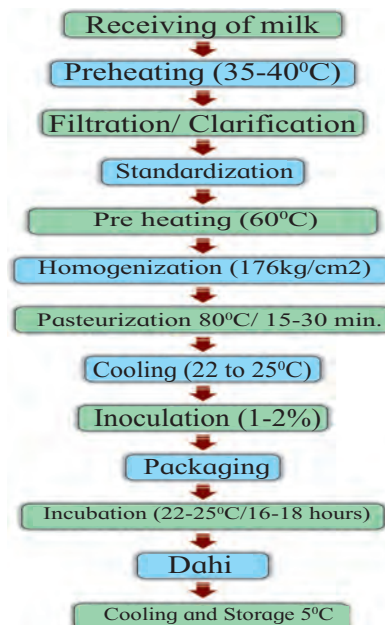 Receiving of milk
Preheating (35-40⁰C)
Filtration/ Clarification
Standardization
Pre heating (60⁰C)
Homogenization (176kg/cm2)
Pasteurization 80⁰C/ 15-30 min.
Cooling (22 to 25⁰C)
Inoculation (1-2%)
Packaging
Incubation (22-25⁰C/16-18 hours)
Dahi
Cooling and Storage 5⁰C